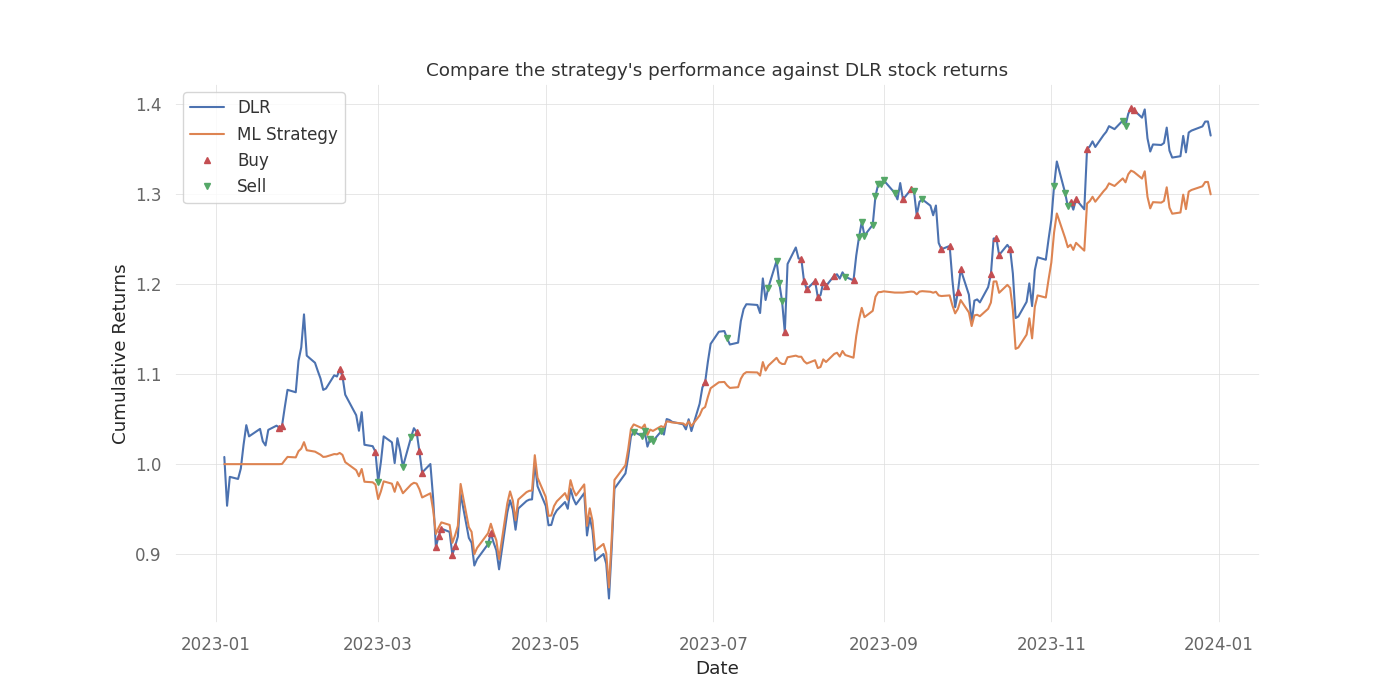 Compare the strategy's performance against DLR stock returns
DLR
ML Strategy
Buy
Sell
Cumulative Returns
1.4
1.3
1.2
1.1
1.0
0.9
2023-01 2023-03 2023-05 2023-07 2023-09 2023-11 2024-01
Date